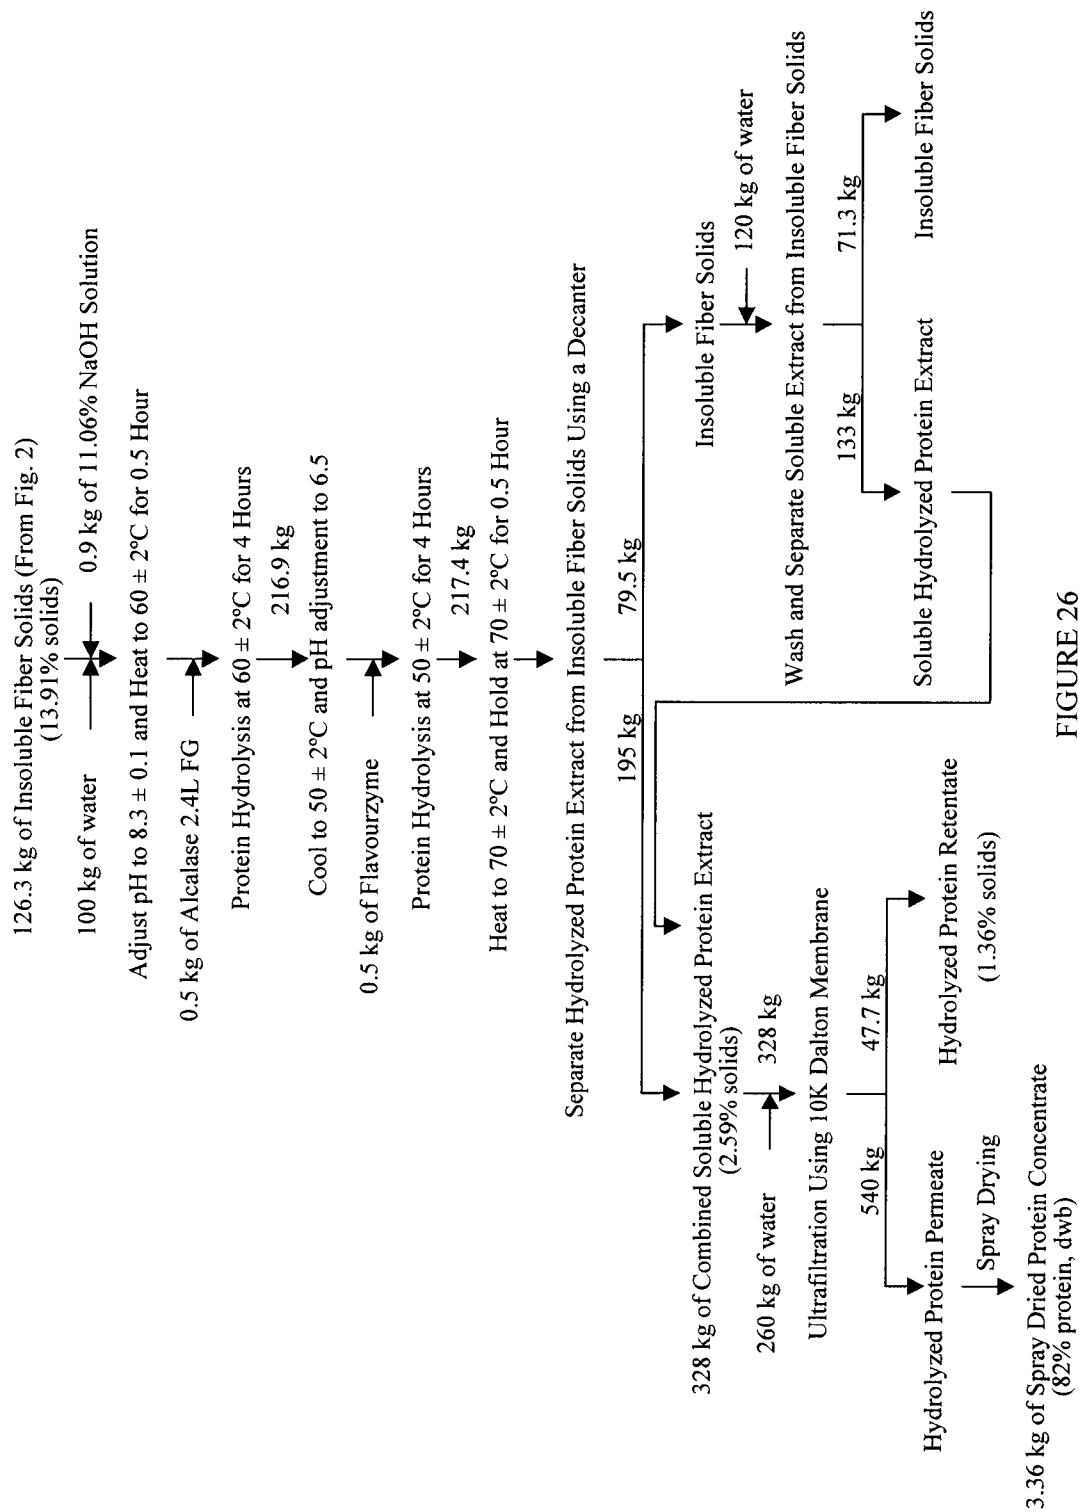 126.3 kg of Insoluble Fiber Solids (From Fig. 2)
(13.91% solids)
100 kg of water
0.9 kg of 11.06% NaOH Solution
Adjust pH to 8.3 ± 0.1 and Heat to 60 ± 2°C for 0.5 Hour
0.5 kg of Alcalase 2.4L FG
Protein Hydrolysis at 60 ± 2°C for 4 Hours
216.9 kg
Cool to 50 ± 2°C and pH adjustment to 6.5
0.5 kg of Flavourzyme
Protein Hydrolysis at 50 ± 2°C for 4 Hours
217.4 kg
Heat to 70 ± 2°C and Hold at 70 ± 2°C for 0.5 Hour
Separate Hydrolyzed Protein Extract from Insoluble Fiber Solids Using a Decanter
195 kg
79.5 kg
328 kg of Combined Soluble Hydrolyzed Protein Extract
(2.59% solids)
Insoluble Fiber Solids
260 kg of water
328 kg
120 kg of water
Ultrafiltration Using 10K Dalton Membrane
Wash and Separate Soluble Extract from Insoluble Fiber Solids
540 kg
47.7 kg
133 kg
71.3 kg
Hydrolyzed Protein Permeate
Hydrolyzed Protein Retentate
(1.36% solids)
Soluble Hydrolyzed Protein Extract
Insoluble Fiber Solids
Spray Drying
3.36 kg of Spray Dried Protein Concentrate
(82% protein, dwb)
FIGURE 26